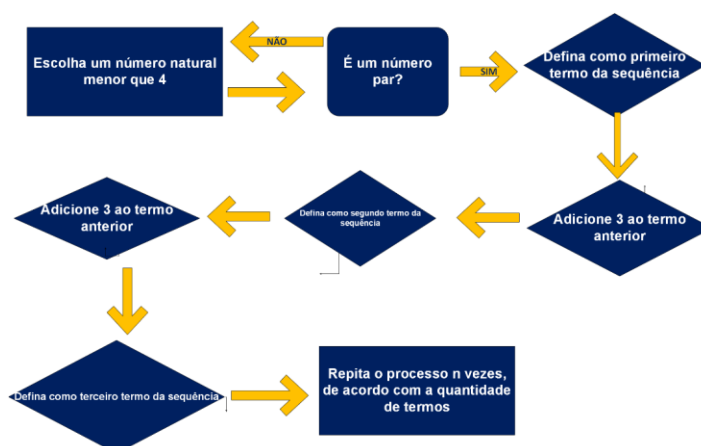 Escolha um número natural
menor que 4
NÃO
É um número
par?
SIM
Defina como primeiro
termo da sequência
Adicione 3 ao termo
anterior
Defina como segundo termo da
sequência
Adicione 3 ao termo
anterior
Defina como terceiro termo da sequência
Repita o processo n vezes,
de acordo com a quantidade
de termos